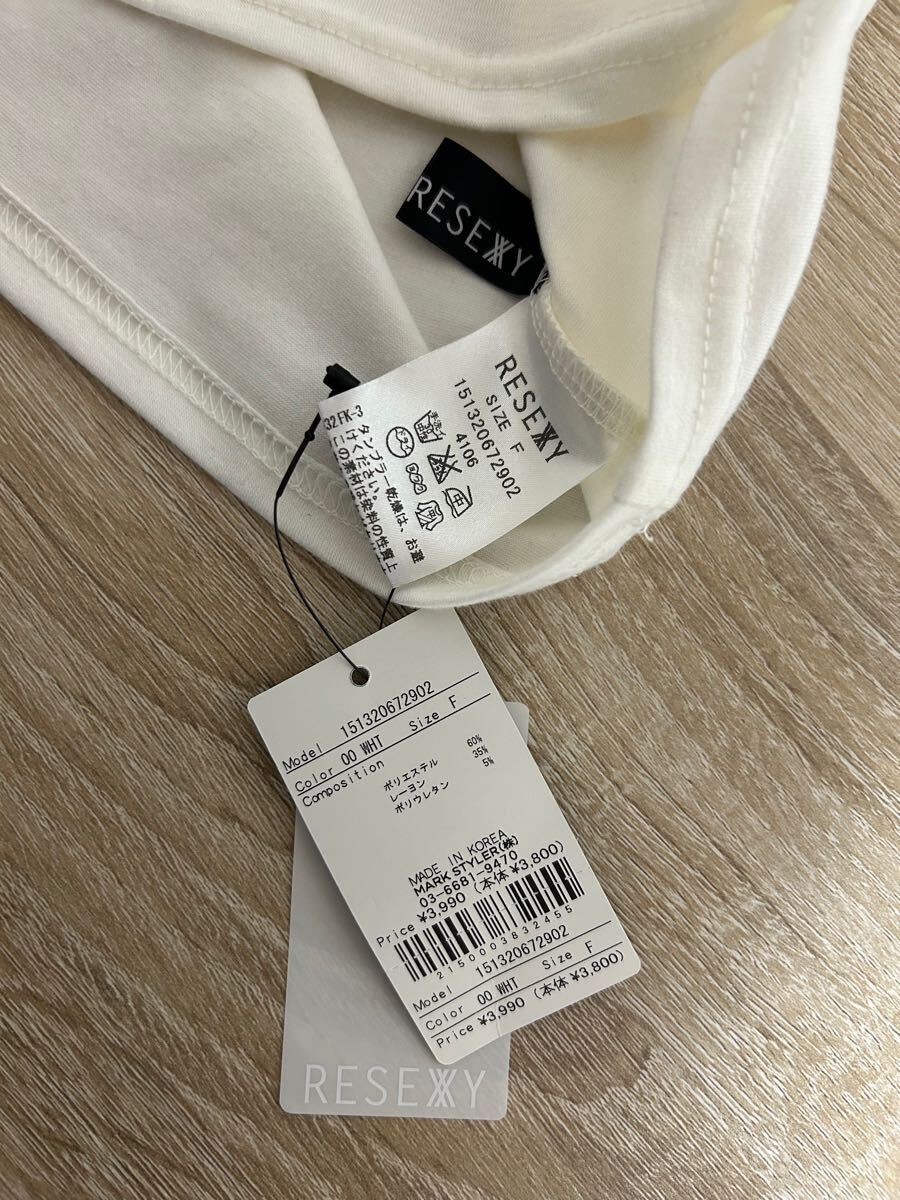 RESEXXY
RESEXXY
SIZE F
151320672902
4106
32FK-3
タンブラー乾燥は、お避
けください。
この素材は染料の性質上
Model 151320672902
Color 00 WHT Size F
Composition
ポリエステル 60%
レーヨン 35%
ポリウレタン 5%
MADE IN KOREA
MARK STYLER(株)
03-6681-9470
Price ¥3,990 (本体¥3,800)
2150003832455
Model 151320672902
Color 00 WHT Size F
Price ¥3,990 (本体¥3,800)
RESEXXY